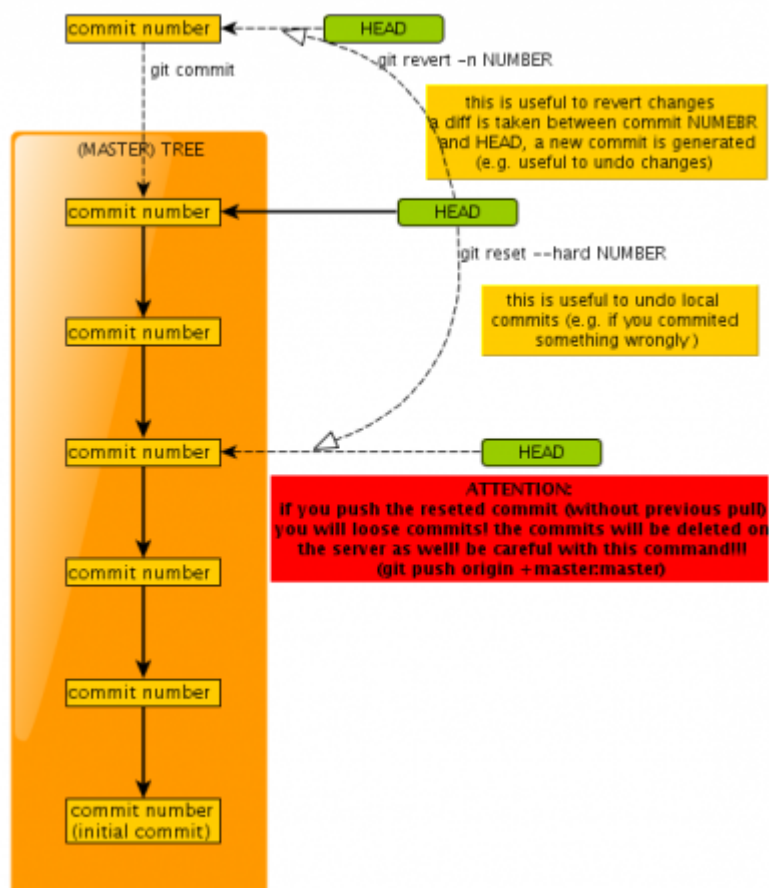 commit number
HEAD
git revert -n NUMBER
git commit
this is useful to revert changes
a diff is taken between commit NUMEBR
and HEAD, a new commit is generated
(e.g. useful to undo changes)
(MASTER) TREE
commit number
HEAD
git reset --hard NUMBER
this is useful to undo local
commits (e.g. if you commited
something wrongly)
commit number
commit number
HEAD
ATTENTION:
if you push the reseted commit (without previous pull)
you will loose commits! the commits will be deleted on
the server as well! be careful with this command!!!
(git push origin +master:master)
commit number
commit number
commit number
(initial commit)